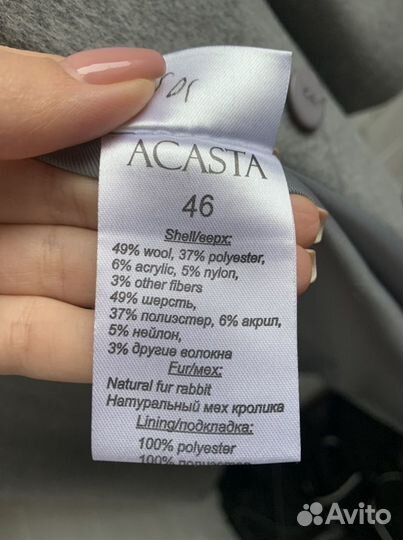 ACASTA
46
Shell/верх:
49% wool, 37% polyester,
6% acrylic, 5% nylon,
3% other fibers
49% шерсть,
37% полиэстер, 6% акрил,
5% нейлон,
3% другие волокна
Fur/мех:
Natural fur rabbit
Натуральный мех кролика
Lining/подкладка:
100% polyester
100% полиэстер
Avito